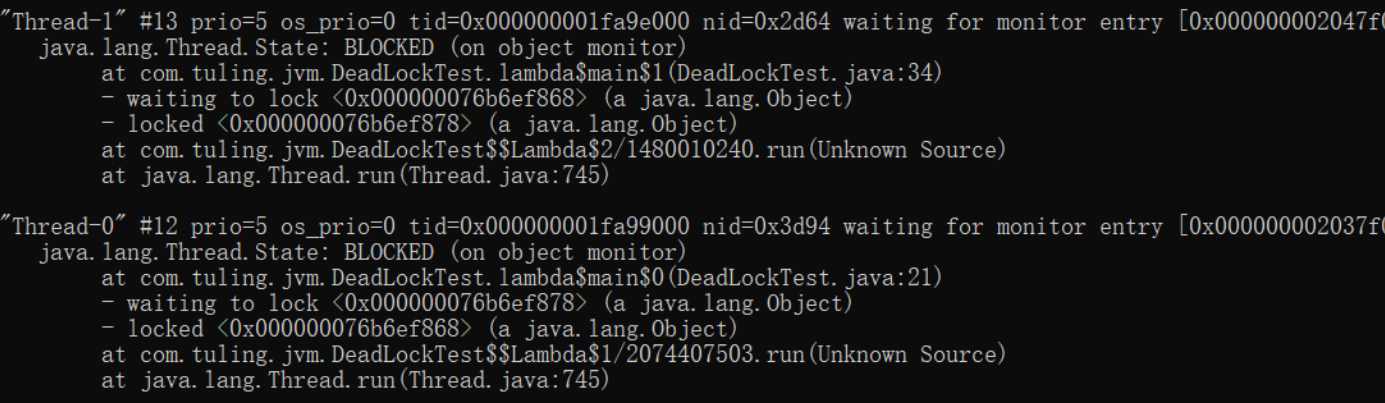 "Thread-1" #13 prio=5 os_prio=0 tid=0x000000001fa9e000 nid=0x2d64 waiting for monitor entry [0x000000002047f0
java.lang.Thread.State: BLOCKED (on object monitor)
at com.tuling.jvm.DeadLockTest.lambda$main$1(DeadLockTest.java:34)
- waiting to lock <0x000000076b6ef868> (a java.lang.Object)
- locked <0x000000076b6ef878> (a java.lang.Object)
at com.tuling.jvm.DeadLockTest$$Lambda$2/1480010240.run(Unknown Source)
at java.lang.Thread.run(Thread.java:745)
"Thread-0" #12 prio=5 os_prio=0 tid=0x000000001fa99000 nid=0x3d94 waiting for monitor entry [0x000000002037f0
java.lang.Thread.State: BLOCKED (on object monitor)
at com.tuling.jvm.DeadLockTest.lambda$main$0(DeadLockTest.java:21)
- waiting to lock <0x000000076b6ef878> (a java.lang.Object)
- locked <0x000000076b6ef868> (a java.lang.Object)
at com.tuling.jvm.DeadLockTest$$Lambda$1/2074407503.run(Unknown Source)
at java.lang.Thread.run(Thread.java:745)